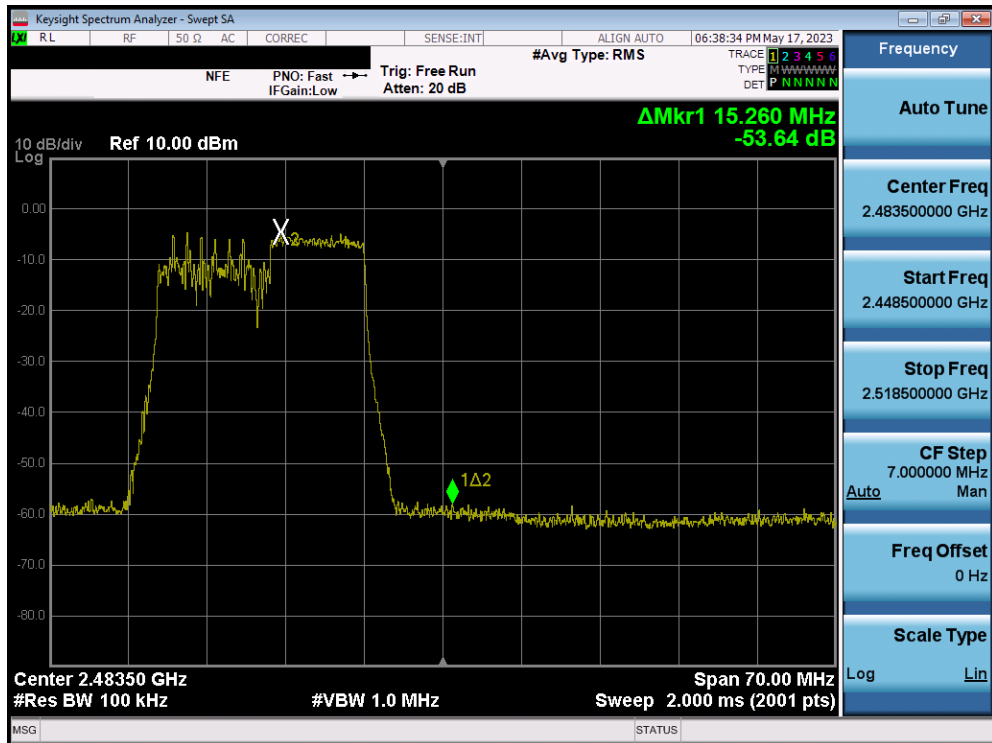 Keysight Spectrum Analyzer - Swept SA
LXI RL RF 50 Ω AC CORREC SENSE:INT ALIGN AUTO 06:38:34 PM May 17, 2023
NFE PNO: Fast Trig: Free Run #Avg Type: RMS TRACE 1 2 3 4 5 6
IFGain:Low Atten: 20 dB TYPE M WWWWW
DET P N N N N N
ΔMkr1 15.260 MHz
-53.64 dB
10 dB/div Ref 10.00 dBm
Log
0.00
-10.0
-20.0
-30.0
-40.0
-50.0
-60.0
-70.0
-80.0
X2
1Δ2
Center 2.48350 GHz Span 70.00 MHz
#Res BW 100 kHz #VBW 1.0 MHz Sweep 2.000 ms (2001 pts)
MSG STATUS
Frequency
Auto Tune
Center Freq
2.483500000 GHz
Start Freq
2.448500000 GHz
Stop Freq
2.518500000 GHz
CF Step
7.000000 MHz
Auto Man
Freq Offset
0 Hz
Scale Type
Log Lin